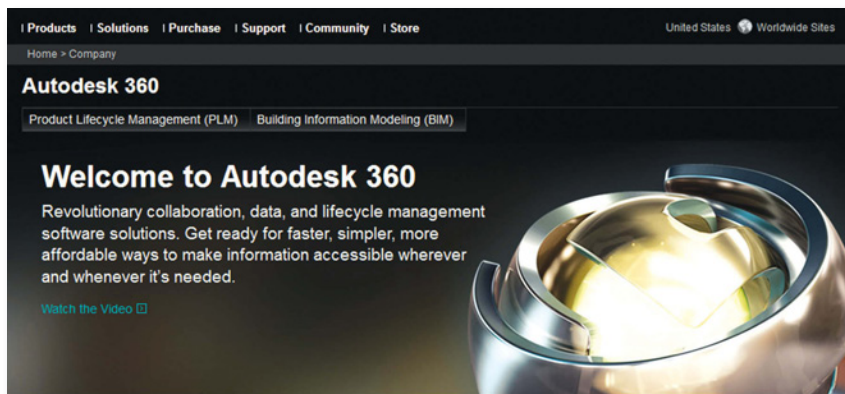 | Products | Solutions | Purchase | Support | Community | Store United States Worldwide Sites
Home > Company
Autodesk 360
Product Lifecycle Management (PLM) Building Information Modeling (BIM)
Welcome to Autodesk 360
Revolutionary collaboration, data, and lifecycle management
software solutions. Get ready for faster, simpler, more
affordable ways to make information accessible wherever
and whenever it's needed.
Watch the Video